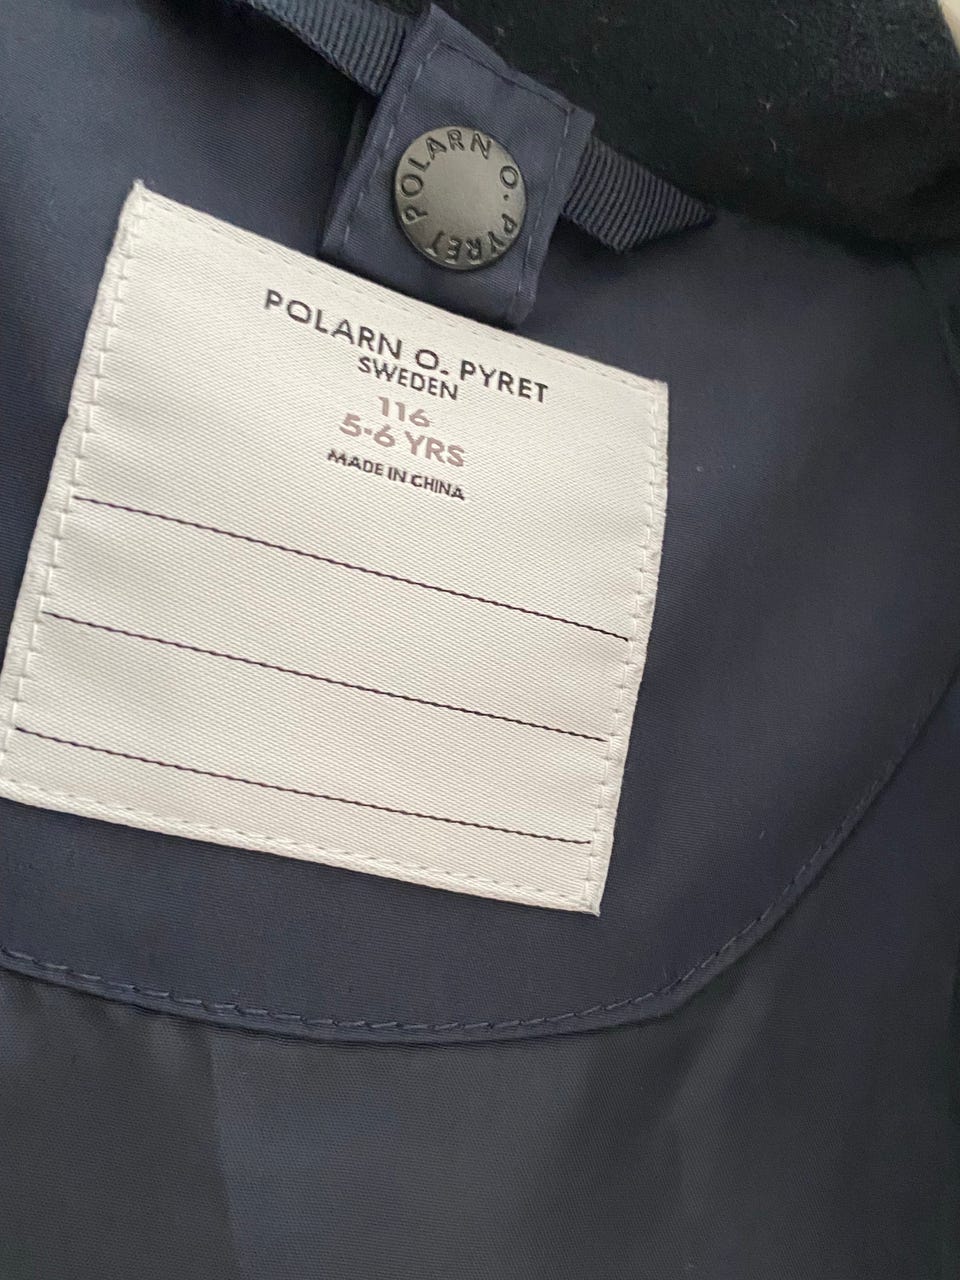 POLARN O. PYRET
POLARN O. PYRET
SWEDEN
116
5-6 YRS
MADE IN CHINA